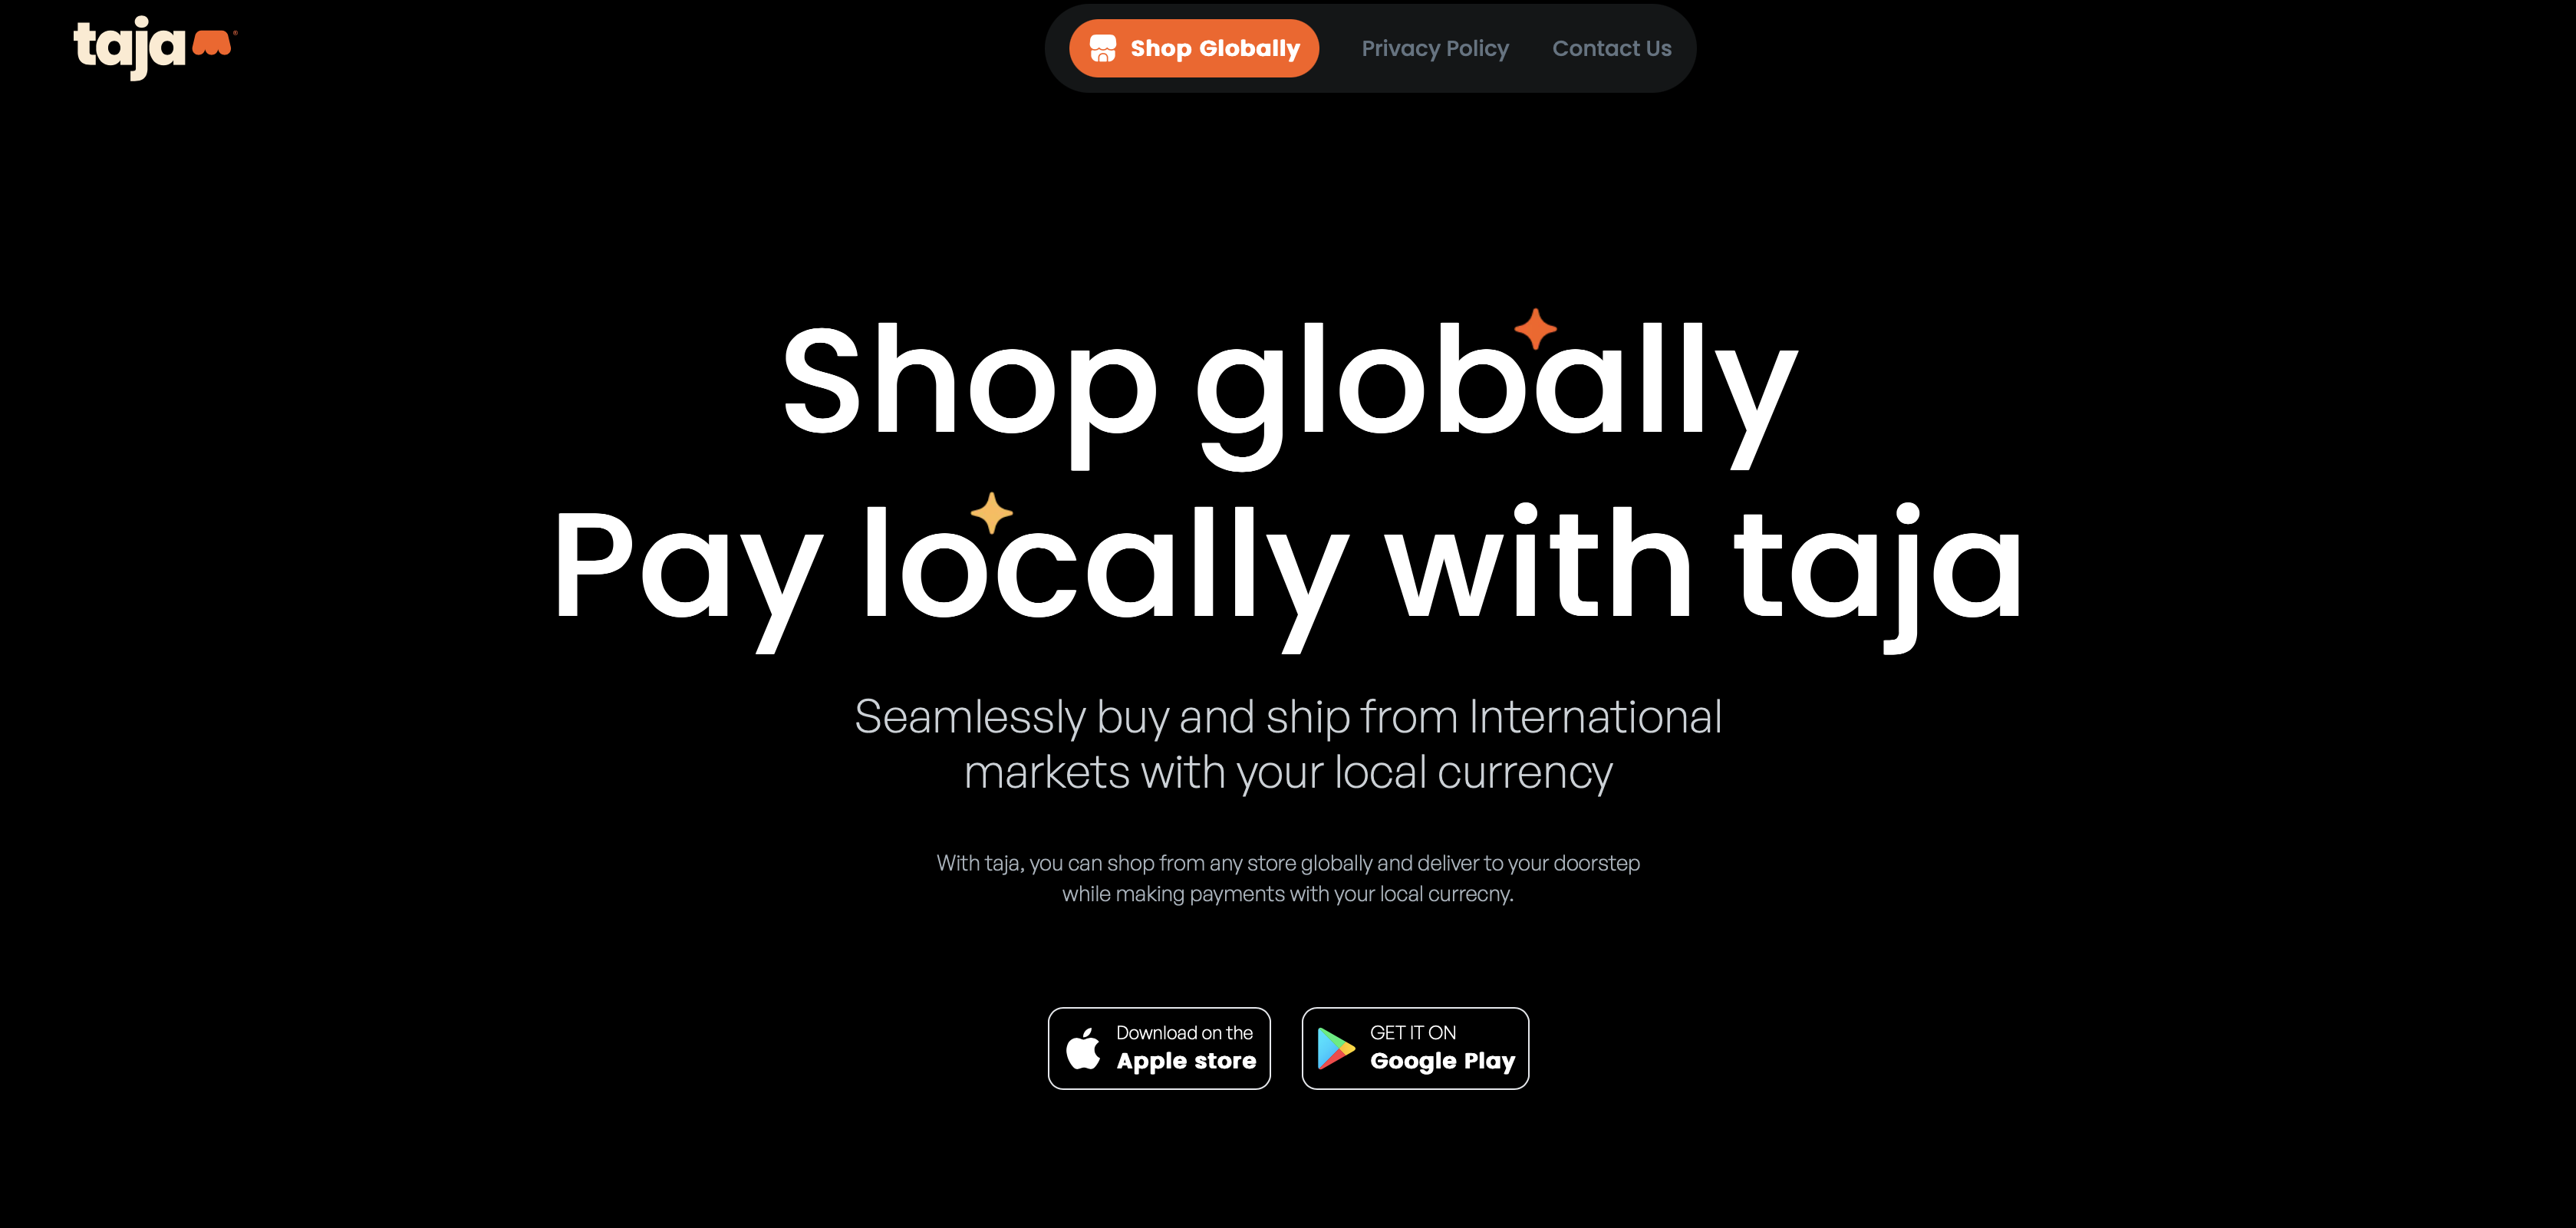 taja
Shop Globally
Privacy Policy
Contact Us
Shop globally
Pay locally with taja
Seamlessly buy and ship from International
markets with your local currency
With taja, you can shop from any store globally and deliver to your doorstep
while making payments with your local currecny.
Download on the
Apple store
GET IT ON
Google Play